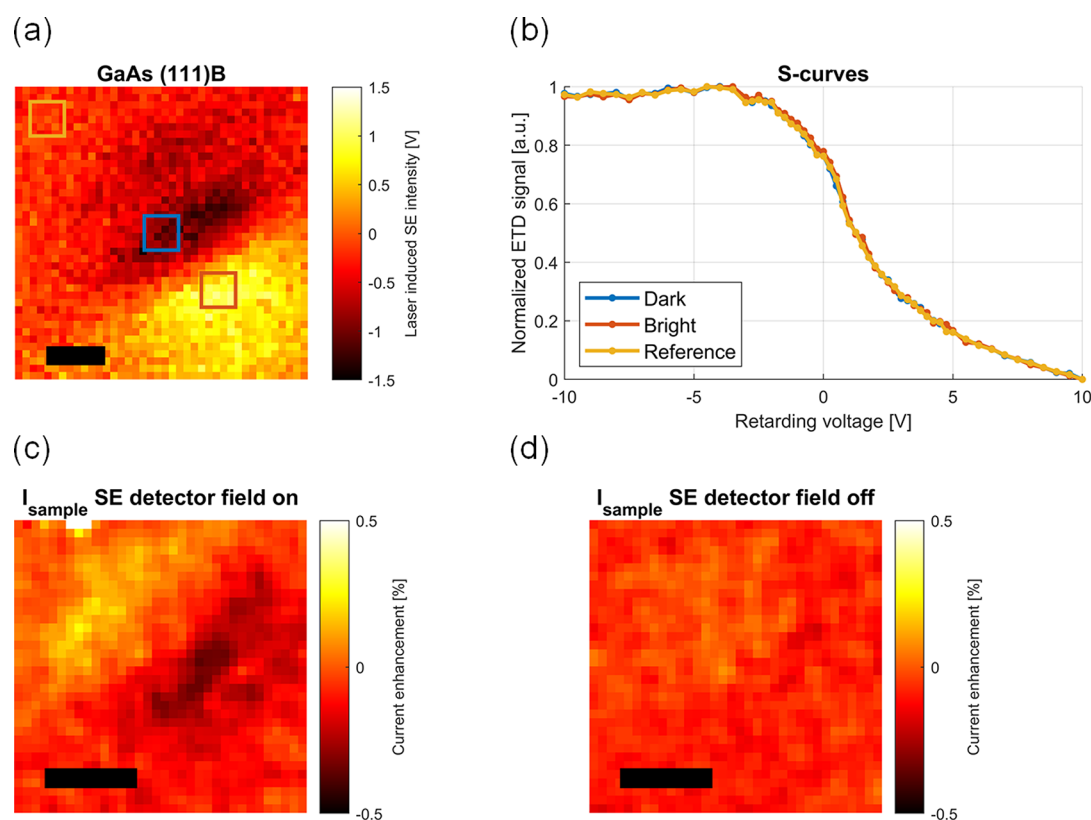 (a)
GaAs (111)B
1.5
1
0.5
0
-0.5
-1
-1.5
Laser induced SE intensity [V]
(b)
S-curves
1
0.8
0.6
0.4
0.2
0
Normalized ETD signal [a.u.]
Dark
Bright
Reference
-10
-5
0
5
10
Retarding voltage [V]
(c)
Isample SE detector field on
0.5
0
-0.5
Current enhancement [%]
(d)
Isample SE detector field off
0.5
0
-0.5
Current enhancement [%]